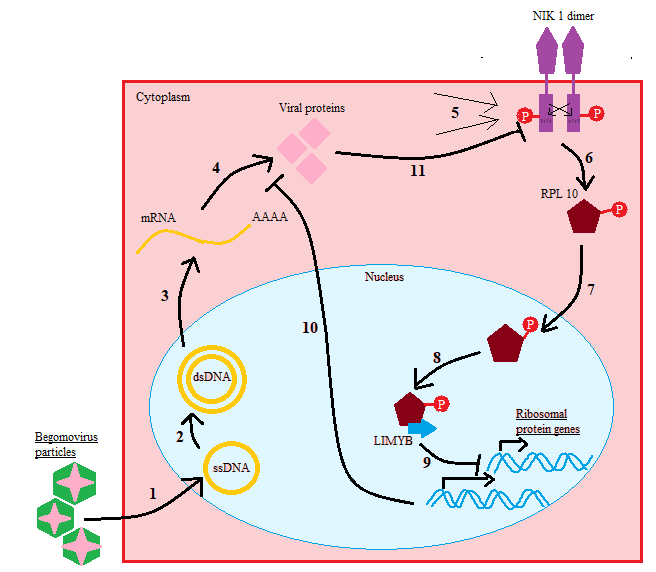 NIK 1 dimer
Cytoplasm
Viral proteins
5
P
P
11
4
6
RPL 10
P
mRNA
AAAA
Nucleus
3
7
10
P
8
dsDNA
P
Ribosomal
protein genes
2
LIMYB
Begomovirus
particles
9
ssDNA
1